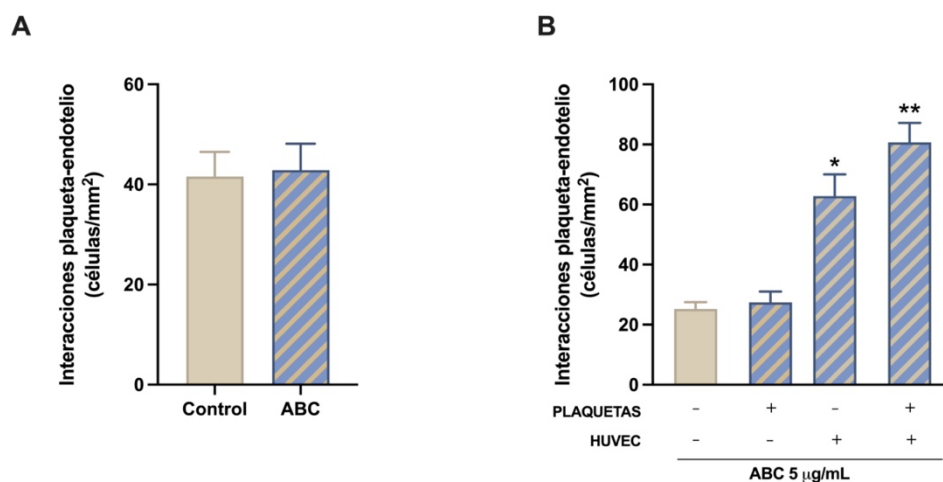 A
Interacciones plaqueta-endotelio
(células/mm²)
60
40
20
0
Control ABC
B
Interacciones plaqueta-endotelio
(células/mm²)
100
80
60
40
20
0
*
**
PLAQUETAS - + - +
HUVEC - - + +
ABC 5 μg/mL